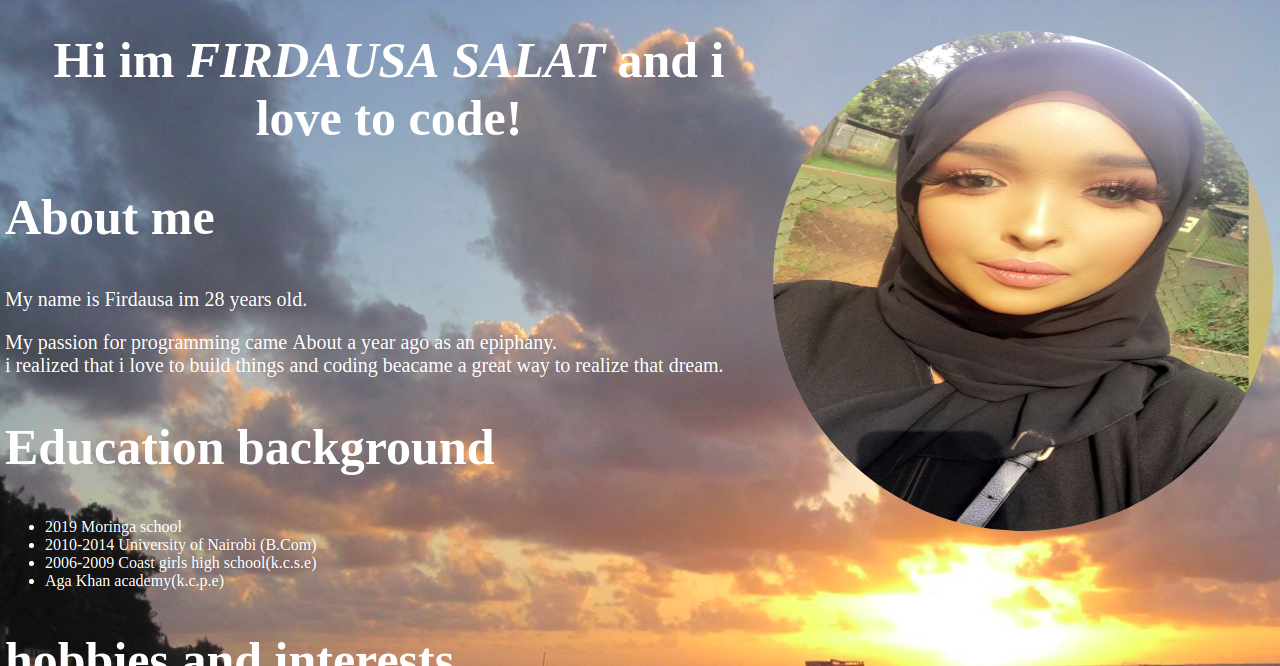 Hi im FIRDAUSA SALAT and i
love to code!
About me
My name is Firdausa im 28 years old.
My passion for programming came About a year ago as an epiphany.
i realized that i love to build things and coding beacame a great way to realize that dream.
Education background
2019 Moringa school
2010-2014 University of Nairobi (B.Com)
2006-2009 Coast girls high school(k.c.s.e)
Aga Khan academy(k.c.p.e)
hobbies and interests